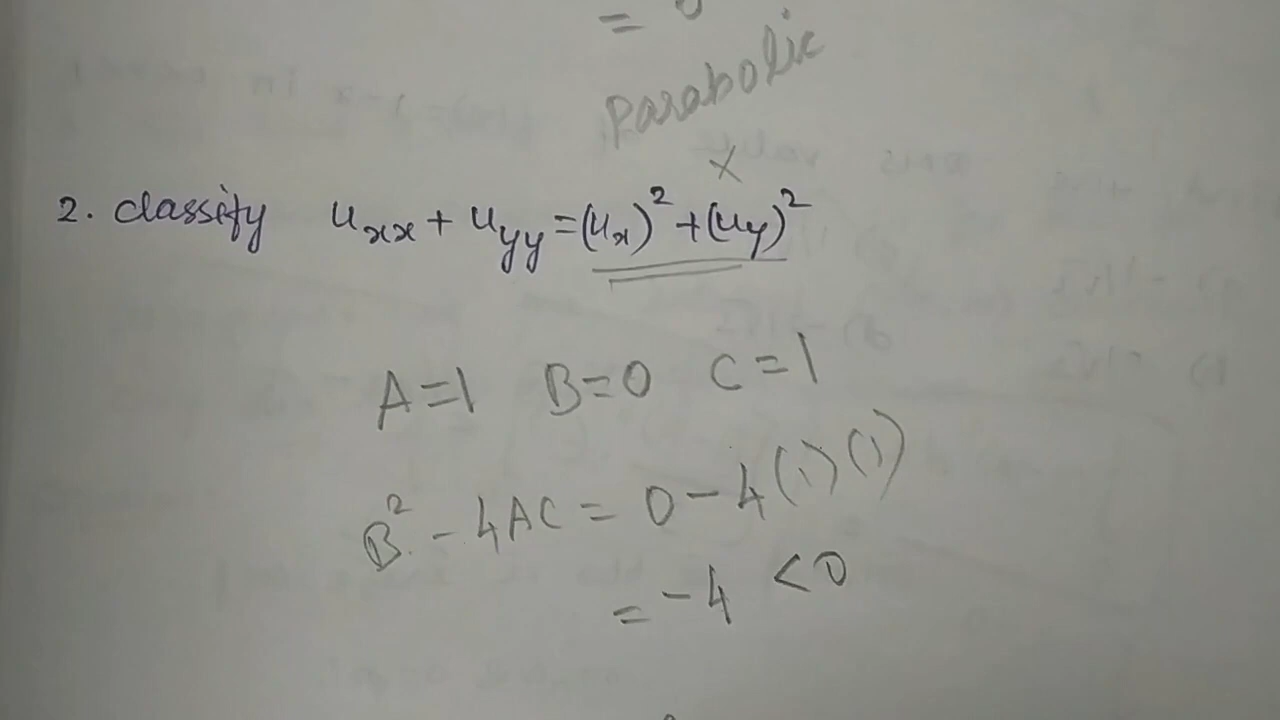 = 0
parabolic
x
2. classify u_xx + u_yy = (u_x)² + (u_y)²
A=1 B=0 C=1
B² - 4AC = 0 - 4(1)(1)
= -4 <0